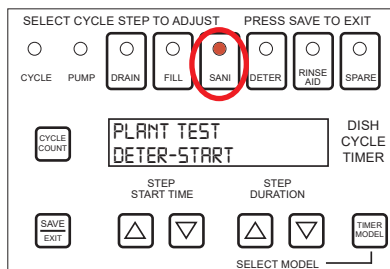 SELECT CYCLE STEP TO ADJUST PRESS SAVE TO EXIT
CYCLE PUMP DRAIN FILL SANI DETER RINSE AID SPARE
CYCLE COUNT
PLANT TEST
DETER-START
DISH CYCLE TIMER
STEP START TIME
STEP DURATION
SAVE EXIT
TIMER MODEL
SELECT MODEL